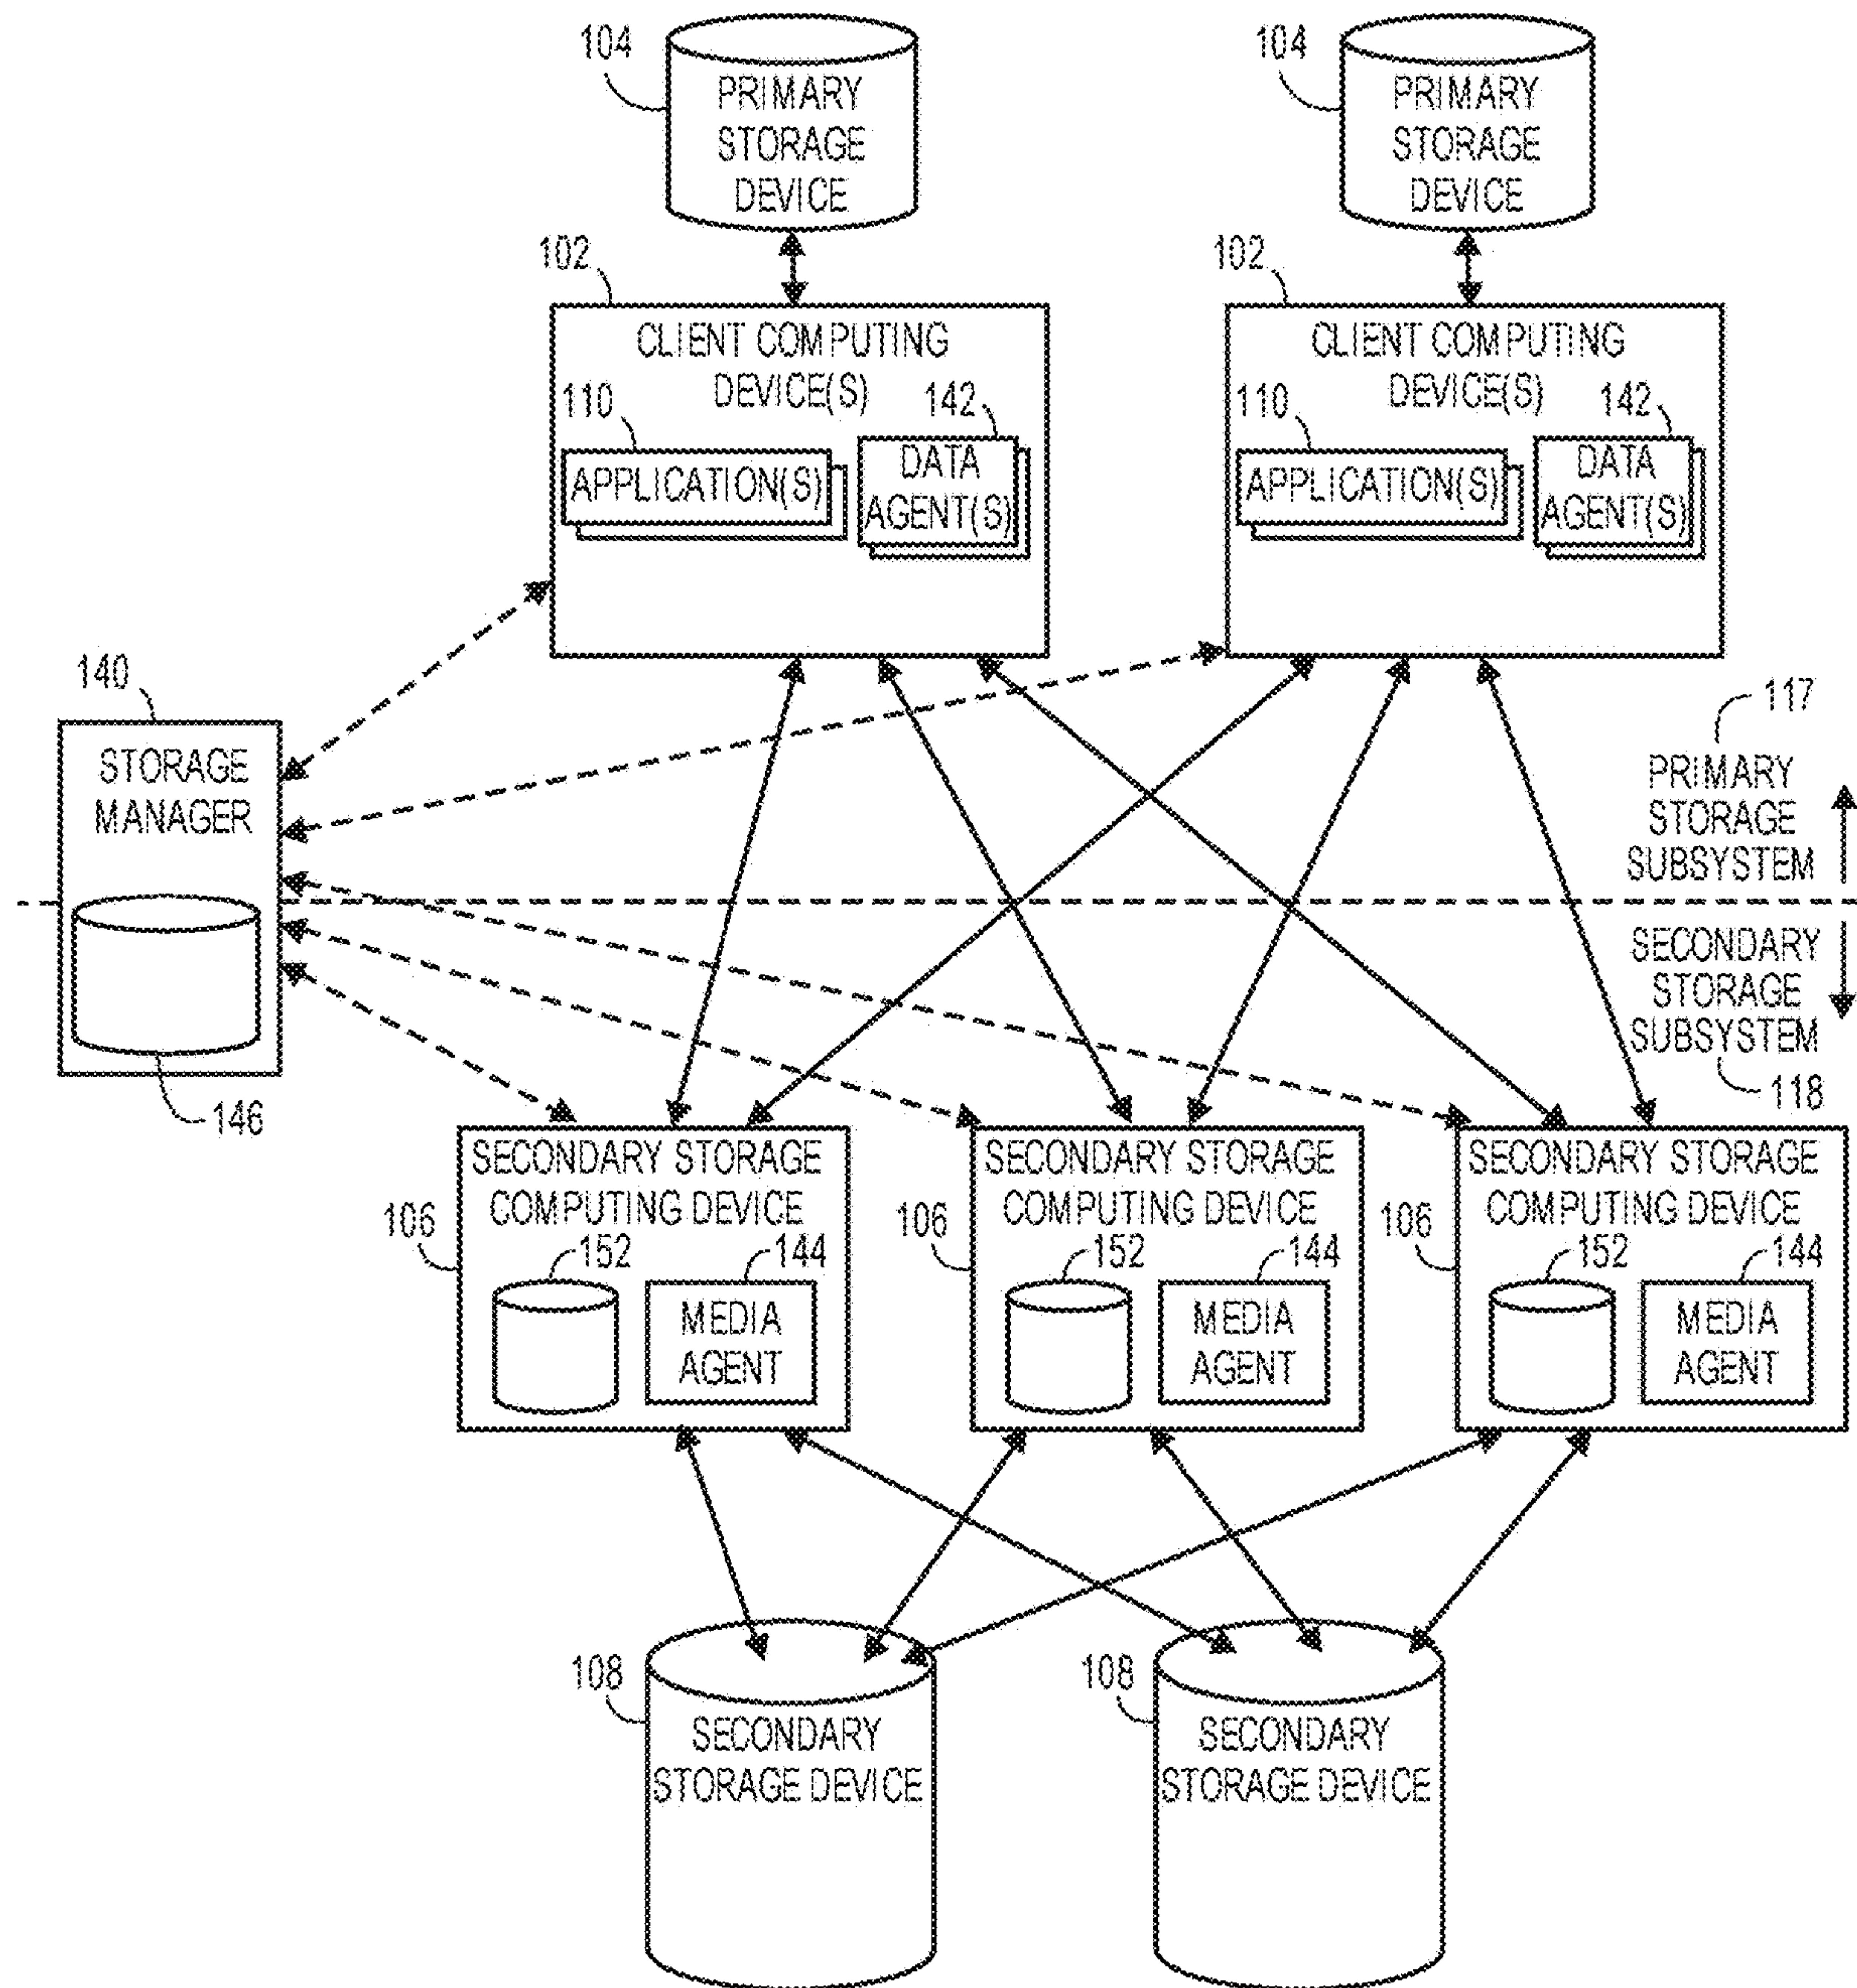 104
PRIMARY
STORAGE
DEVICE
104
PRIMARY
STORAGE
DEVICE
102
CLIENT COMPUTING
DEVICE(S)
110
142
APPLICATION(S)
DATA
AGENT(S)
102
CLIENT COMPUTING
DEVICE(S)
110
142
APPLICATION(S)
DATA
AGENT(S)
140
STORAGE
MANAGER
146
117
PRIMARY
STORAGE
SUBSYSTEM
SECONDARY
STORAGE
SUBSYSTEM
118
SECONDARY STORAGE
COMPUTING DEVICE
106
152
144
MEDIA
AGENT
SECONDARY STORAGE
COMPUTING DEVICE
106
152
144
MEDIA
AGENT
SECONDARY STORAGE
COMPUTING DEVICE
106
152
144
MEDIA
AGENT
108
SECONDARY
STORAGE DEVICE
108
SECONDARY
STORAGE DEVICE